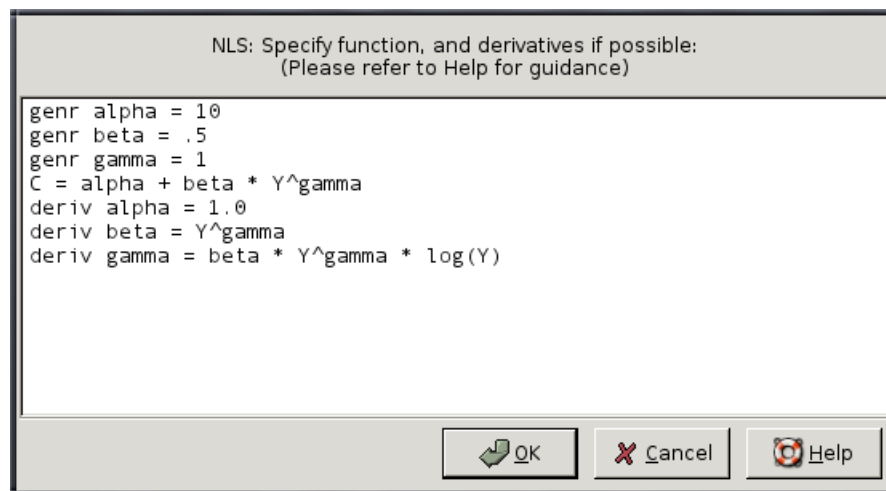 NLS: Specify function, and derivatives if possible:
(Please refer to Help for guidance)
genr alpha = 10
genr beta = .5
genr gamma = 1
C = alpha + beta * Y^gamma
deriv alpha = 1.0
deriv beta = Y^gamma
deriv gamma = beta * Y^gamma * log(Y)
OK Cancel Help